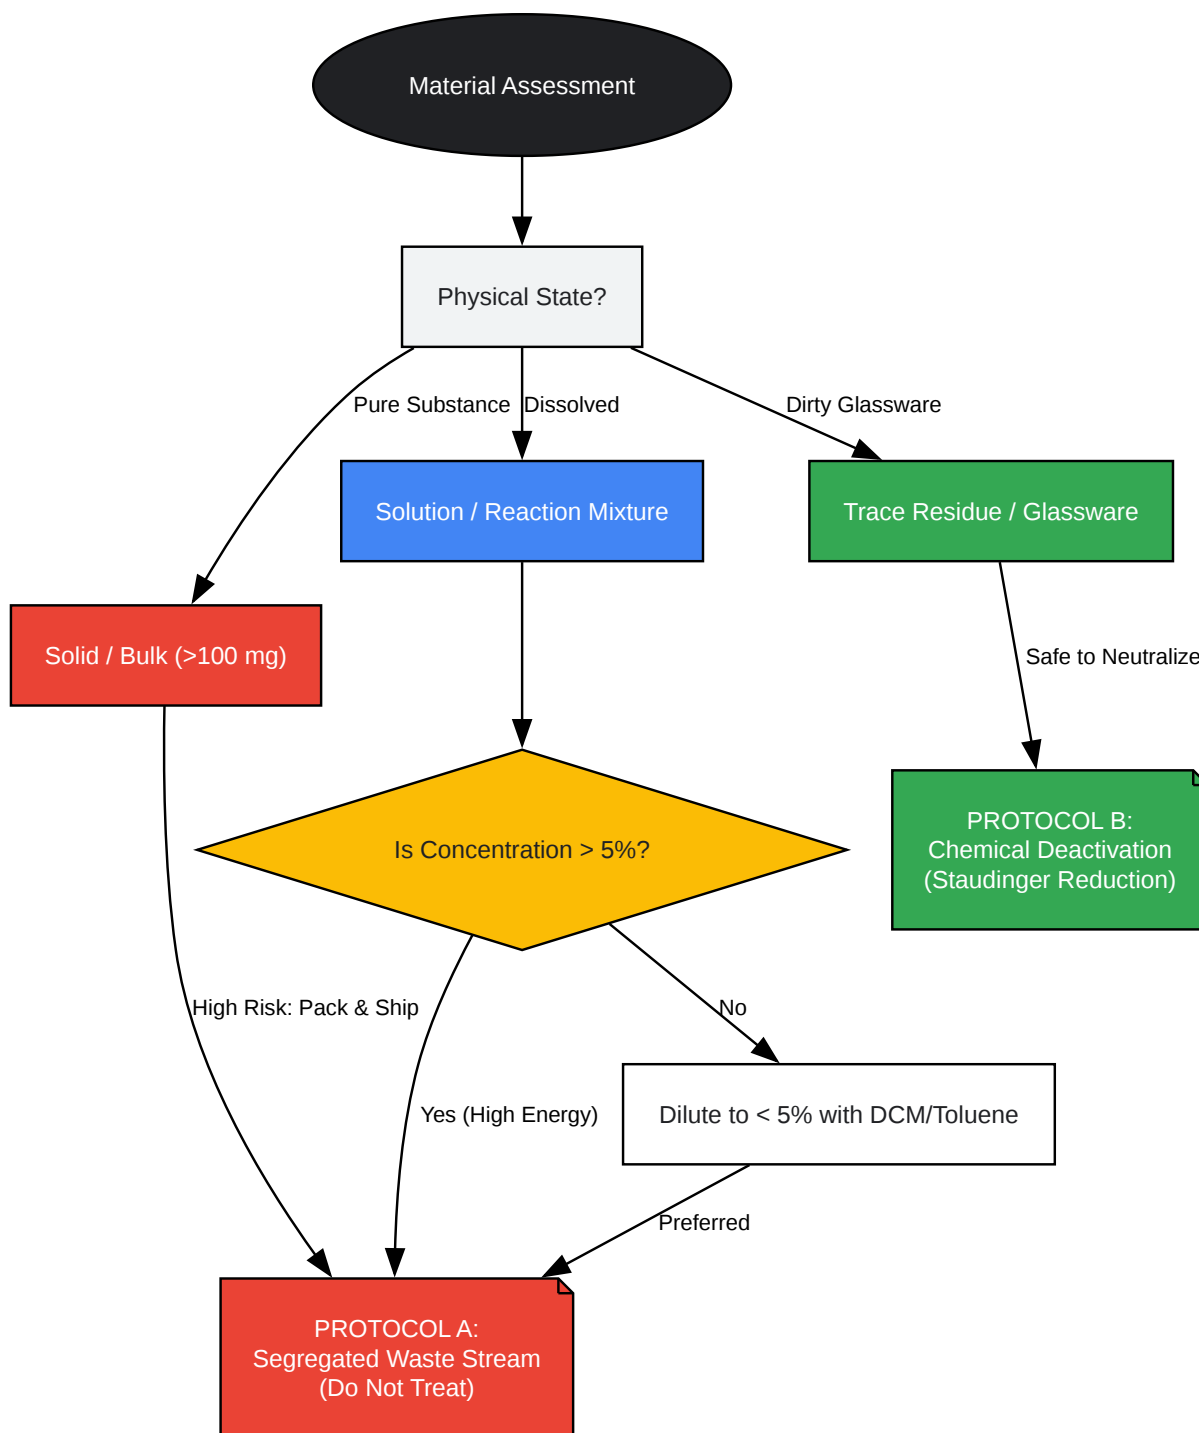 Material Assessment
Physical State?
Pure Substance
Dissolved
Dirty Glassware
Solution / Reaction Mixture
Trace Residue / Glassware
Solid / Bulk (>100 mg)
Safe to Neutralize
Is Concentration > 5%?
PROTOCOL B:
Chemical Deactivation
(Staudinger Reduction)
High Risk: Pack & Ship
No
Yes (High Energy)
Dilute to < 5% with DCM/Toluene
Preferred
PROTOCOL A:
Segregated Waste Stream
(Do Not Treat)